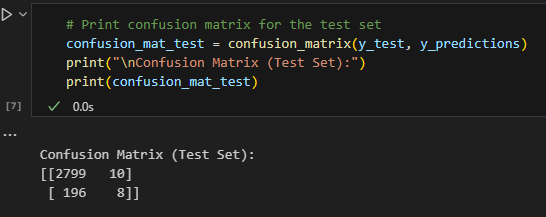 # Print confusion matrix for the test set
confusion_mat_test = confusion_matrix(y_test, y_predictions)
print("\nConfusion Matrix (Test Set):")
print(confusion_mat_test)
[7]
0.0s
...
Confusion Matrix (Test Set):
[[2799   10]
 [ 196    8]]